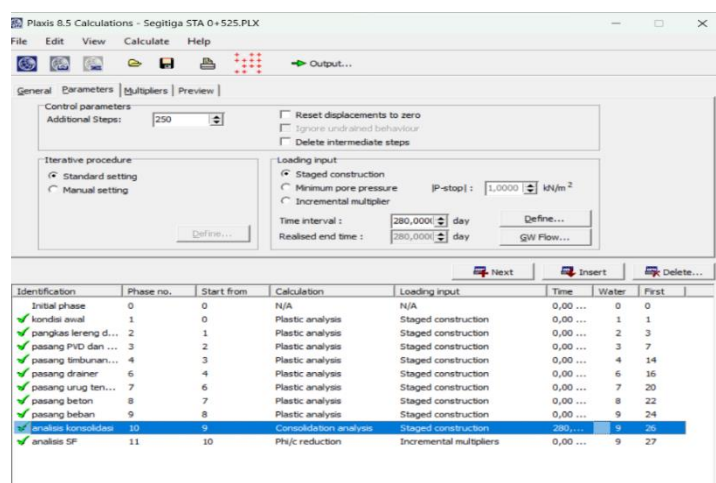 Plaxis 8.5 Calculations - Segitiga STA 0+525.PLX
File Edit View Calculate Help
Output...
General Parameters Multipliers Preview
Control parameters
Additional Steps: 250
Reset displacements to zero
Ignore undrained behaviour
Delete intermediate steps
Iterative procedure
Standard setting
Manual setting
Define...
Loading input
Staged construction
Minimum pore pressure |P-stop| : 1,0000 kN/m²
Incremental multiplier
Time interval : 280,000( day Define...
Realised end time : 280,000( day GW Flow...
Next Insert Delete...
Identification Phase no. Start from Calculation Loading input Time Water First
Initial phase 0 0 N/A N/A 0,00 ... 0 0
kondisi awal 1 0 Plastic analysis Staged construction 0,00 ... 1 1
pangkas lereng d... 2 1 Plastic analysis Staged construction 0,00 ... 2 3
pasang PVD dan ... 3 2 Plastic analysis Staged construction 0,00 ... 3 7
pasang timbunan... 4 3 Plastic analysis Staged construction 0,00 ... 4 14
pasang drainer 6 4 Plastic analysis Staged construction 0,00 ... 6 16
pasang urug ten... 7 6 Plastic analysis Staged construction 0,00 ... 7 20
pasang beton 8 7 Plastic analysis Staged construction 0,00 ... 8 22
pasang beban 9 8 Plastic analysis Staged construction 0,00 ... 9 24
analisis konsolidasi 10 9 Consolidation analysis Staged construction 280,... 9 26
analisis SF 11 10 Phi/c reduction Incremental multipliers 0,00 ... 9 27